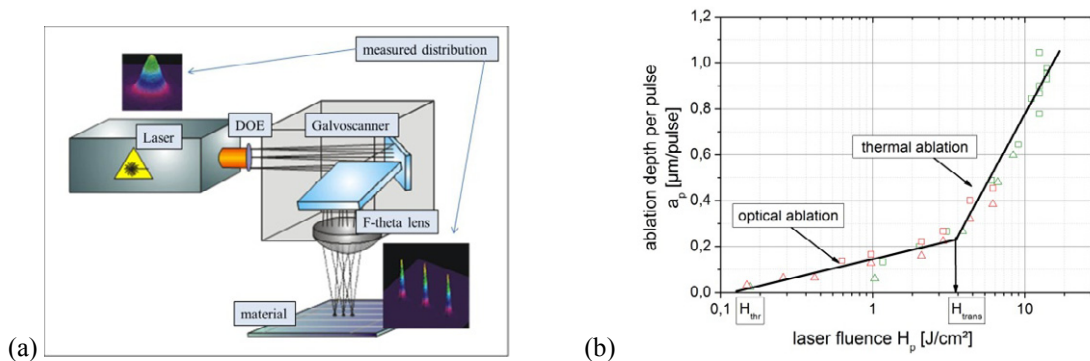 (a)
measured distribution
Laser
DOE
Galvoscanner
F-theta lens
material
(b)
ablation depth per pulse
a_p [µm/pulse]
1,2
1,0
0,8
0,6
0,4
0,2
0,0
thermal ablation
optical ablation
H_thr
H_trans
0,1
1
10
laser fluence H_p [J/cm²]